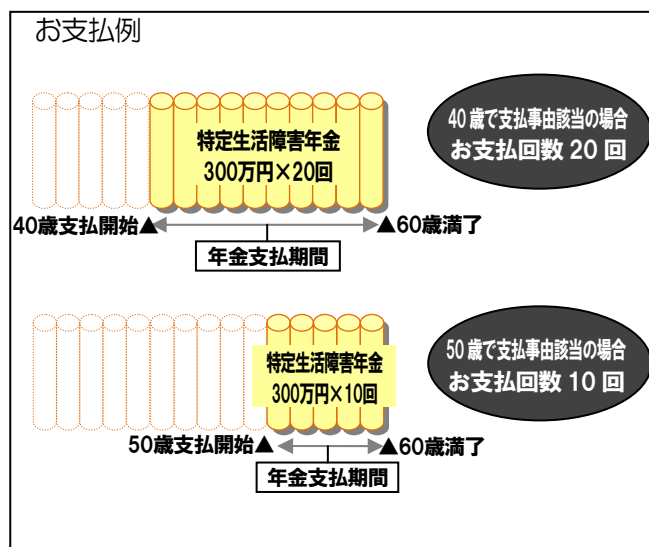 お支払例
特定生活障害年金
300万円×20回
40歳で支払事由該当の場合
お支払回数 20 回
40歳支払開始▲
▲60歳満了
年金支払期間
特定生活障害年金
300万円×10回
50歳で支払事由該当の場合
お支払回数 10 回
50歳支払開始▲
▲60歳満了
年金支払期間